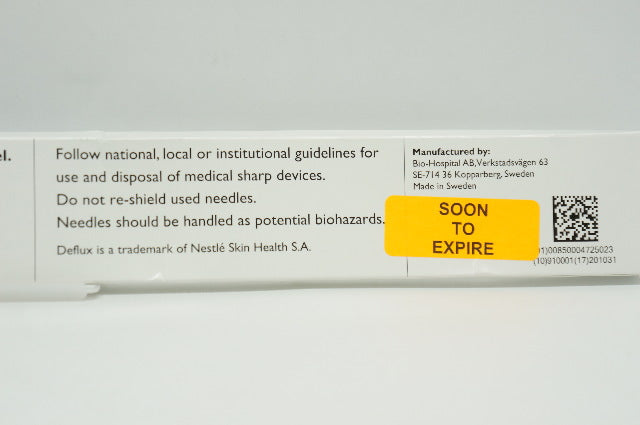 el.
Follow national, local or institutional guidelines for
use and disposal of medical sharp devices.
Do not re-shield used needles.
Needles should be handled as potential biohazards.
Deflux is a trademark of Nestlé Skin Health S.A.
Manufactured by:
Bio-Hospital AB, Verkstadsvägen 63
SE-714 36 Kopparberg, Sweden
Made in Sweden
SOON
TO
EXPIRE
01)00850004725023
(10)910001(17)201031